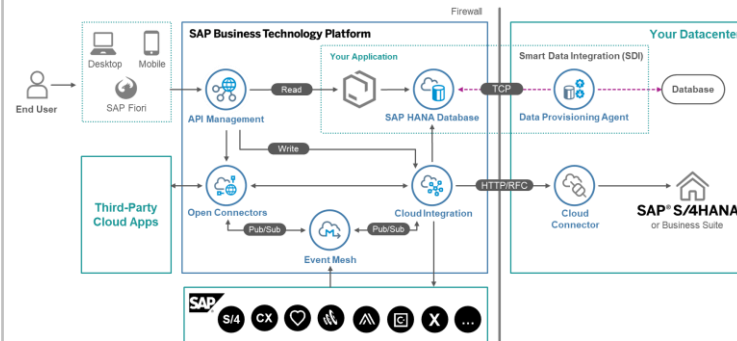 Firewall
SAP Business Technology Platform
Your Datacenter
Desktop
Mobile
SAP Fiori
End User
Your Application
Smart Data Integration (SDI)
Read
TCP
Database
API Management
SAP HANA Database
Data Provisioning Agent
Write
Third-Party
Cloud Apps
Open Connectors
Cloud Integration
HTTP/RFC
Cloud
Connector
SAP® S/4HANA
or Business Suite
Pub/Sub
Pub/Sub
Event Mesh
SAP
S/4
CX
C
X
...